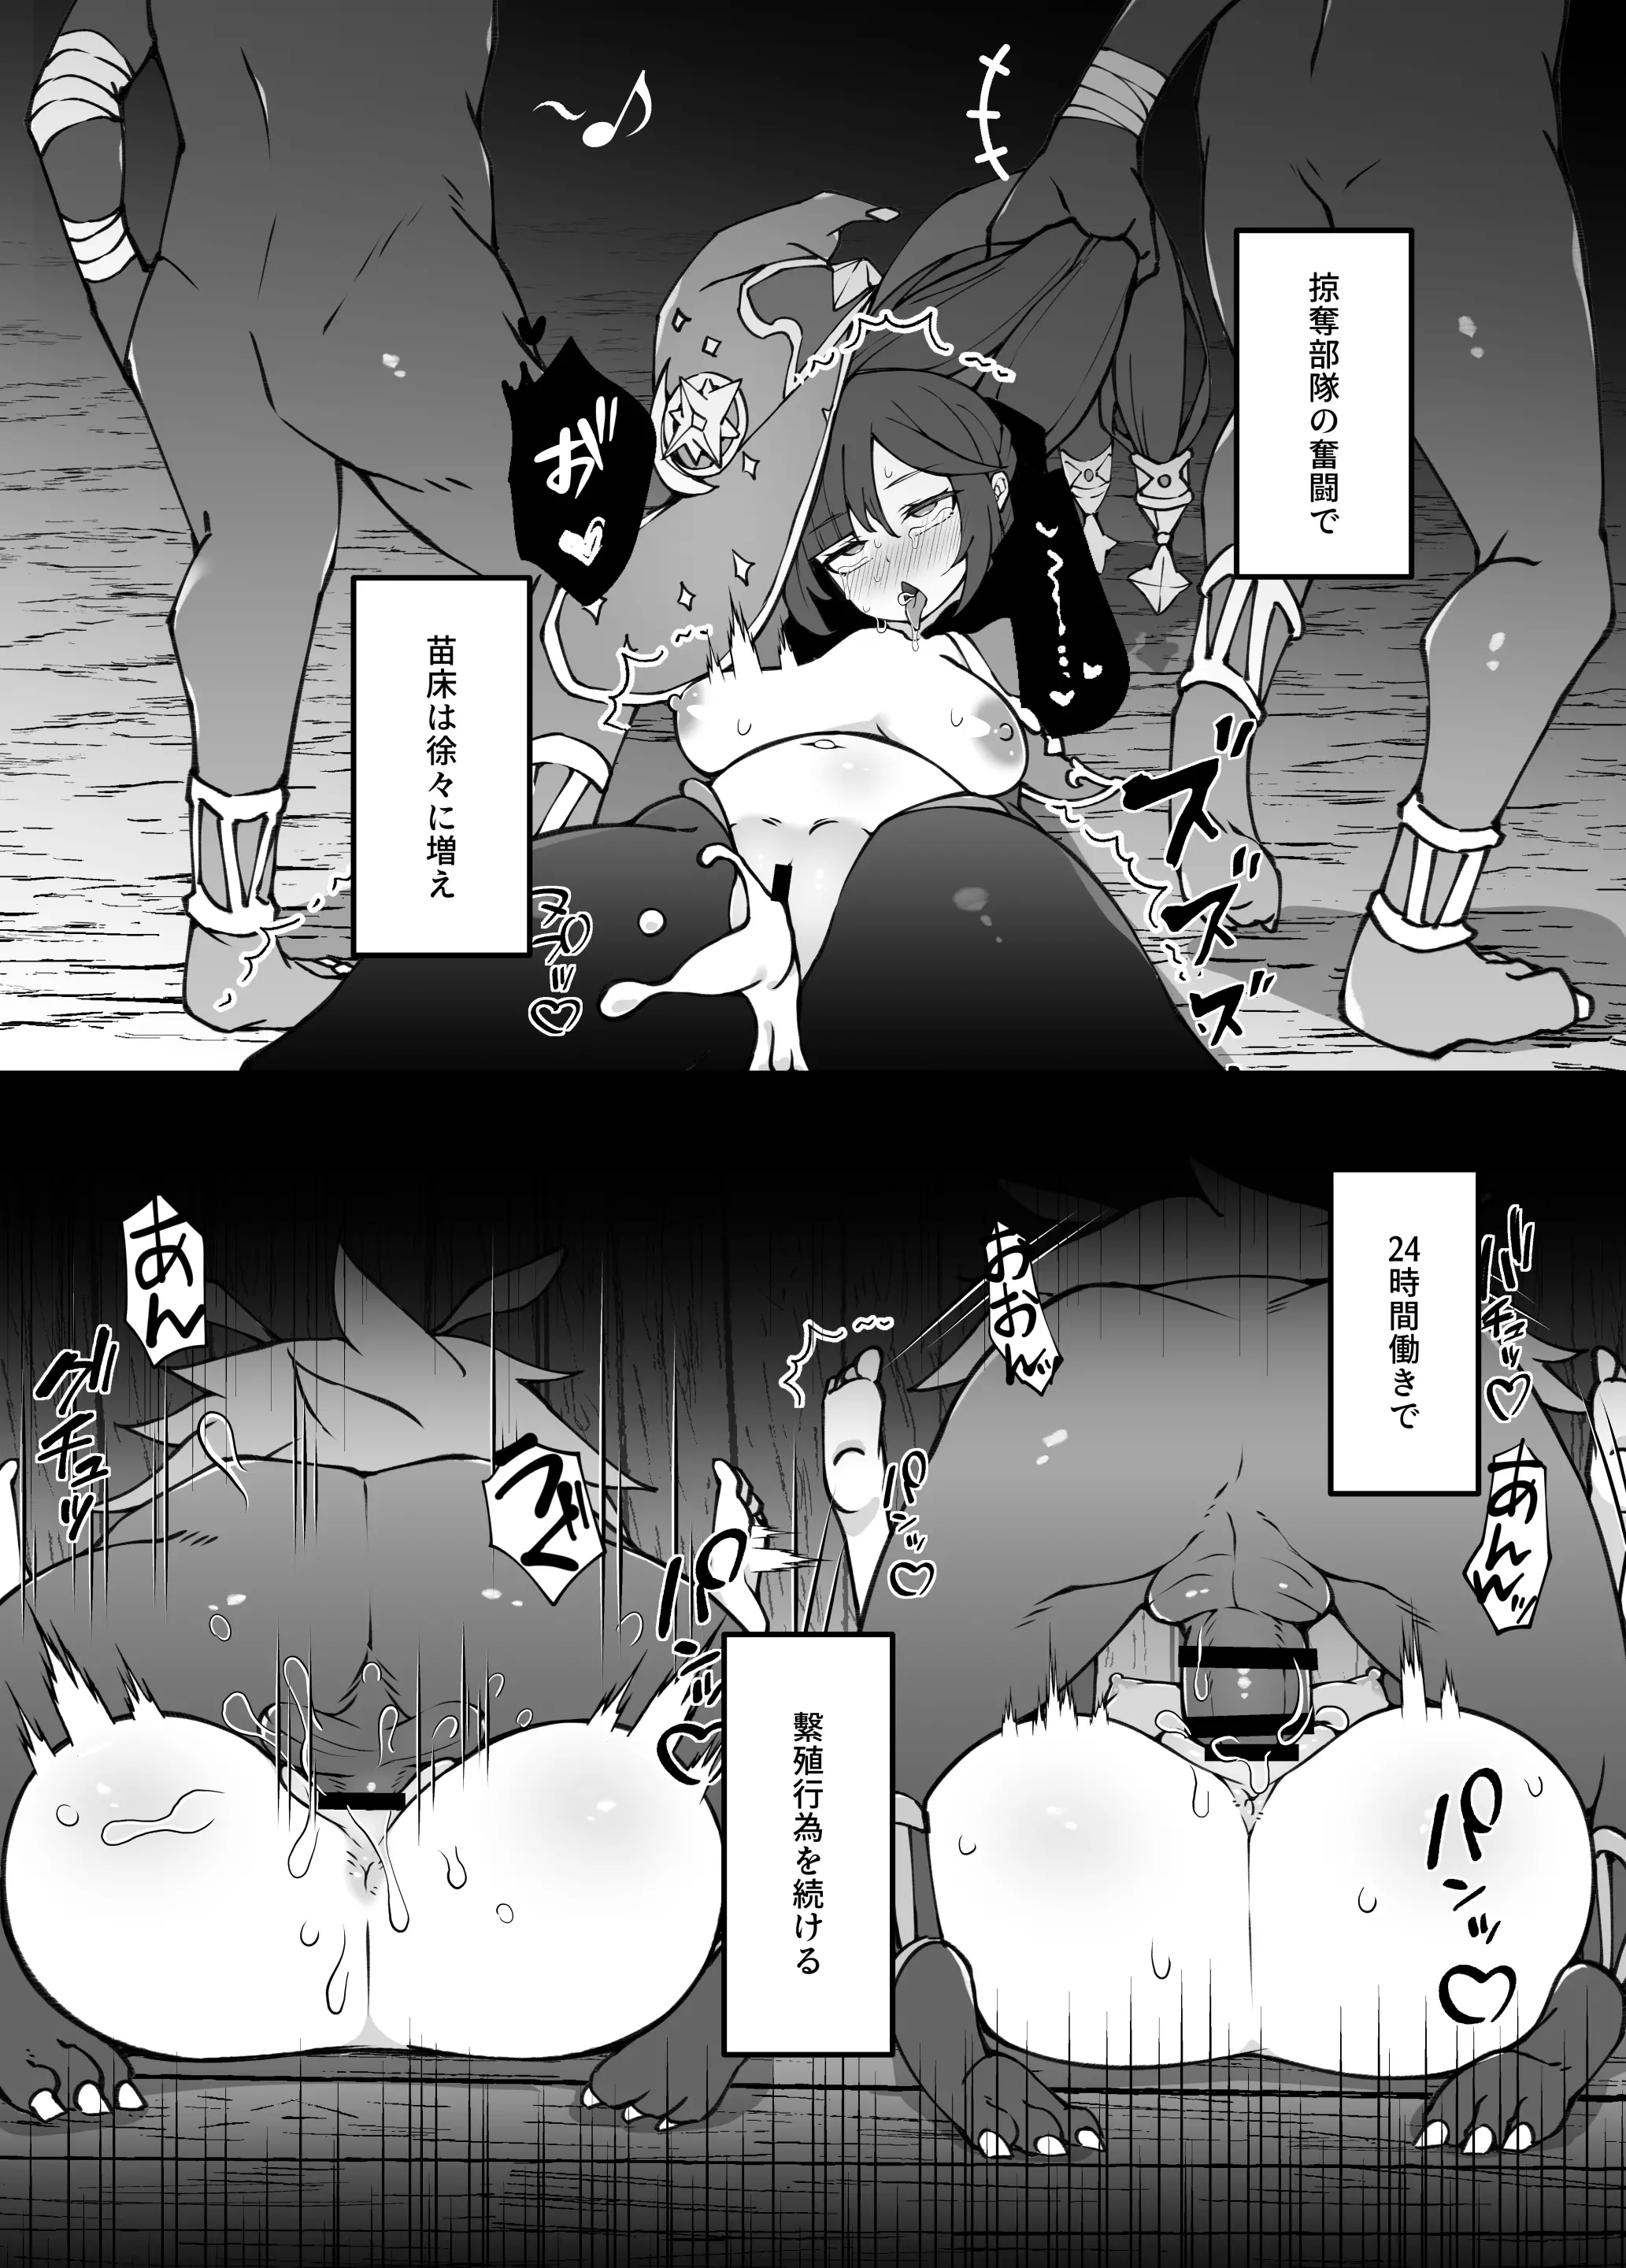 掠奪部隊の奮闘で
お゛
苗床は徐々に増え
ズズズ
24時間働きで
あんッ
おおんッ
パンッ
パンッ
繫殖行為を続ける
パンッ
あん
グチュッ